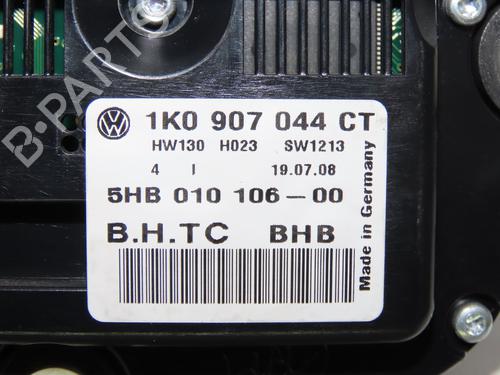 1K0 907 044 CT
HW130 H023 SW1213
4 I 19.07.08
5HB 010 106-00
B.H.TC BHB
Made in Germany
B-PARTS